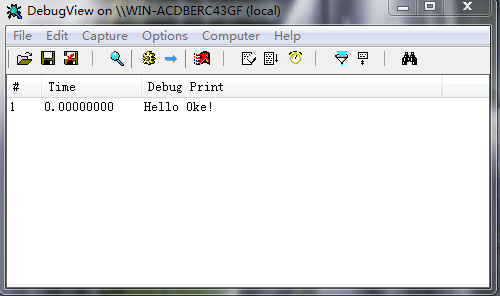 DebugView on \\WIN-ACDBERC43GF (local)
File Edit Capture Options Computer Help
# Time Debug Print
1 0.00000000 Hello Oke!